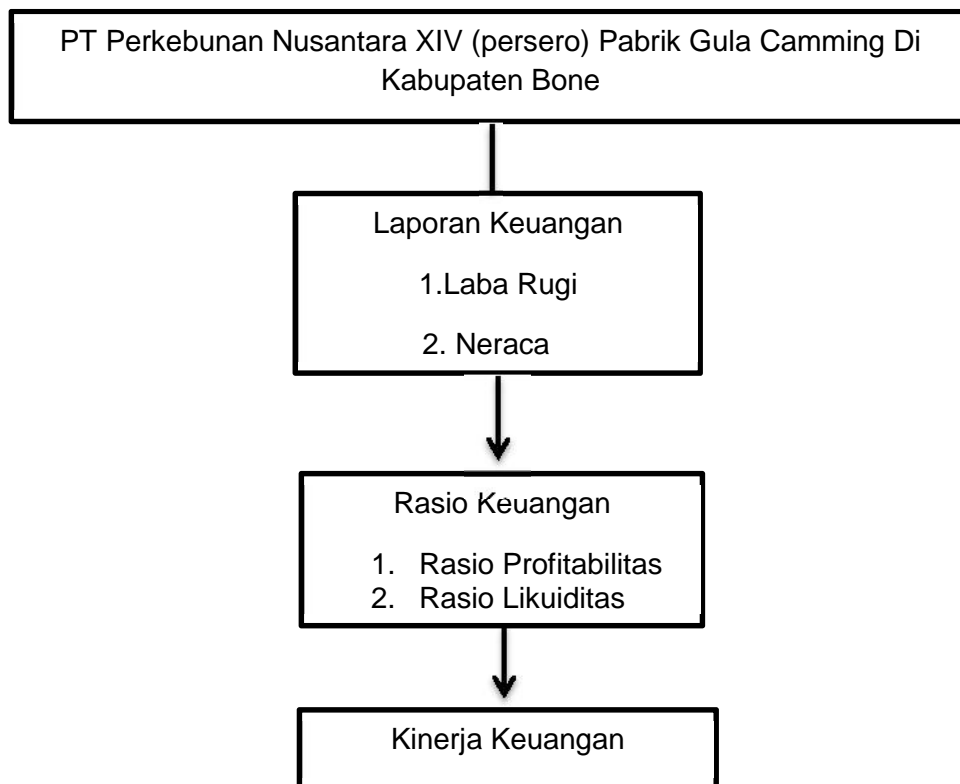 PT Perkebunan Nusantara XIV (persero) Pabrik Gula Camming Di
Kabupaten Bone
Laporan Keuangan
1.Laba Rugi
2. Neraca
Rasio Keuangan
1. Rasio Profitabilitas
2. Rasio Likuiditas
Kinerja Keuangan